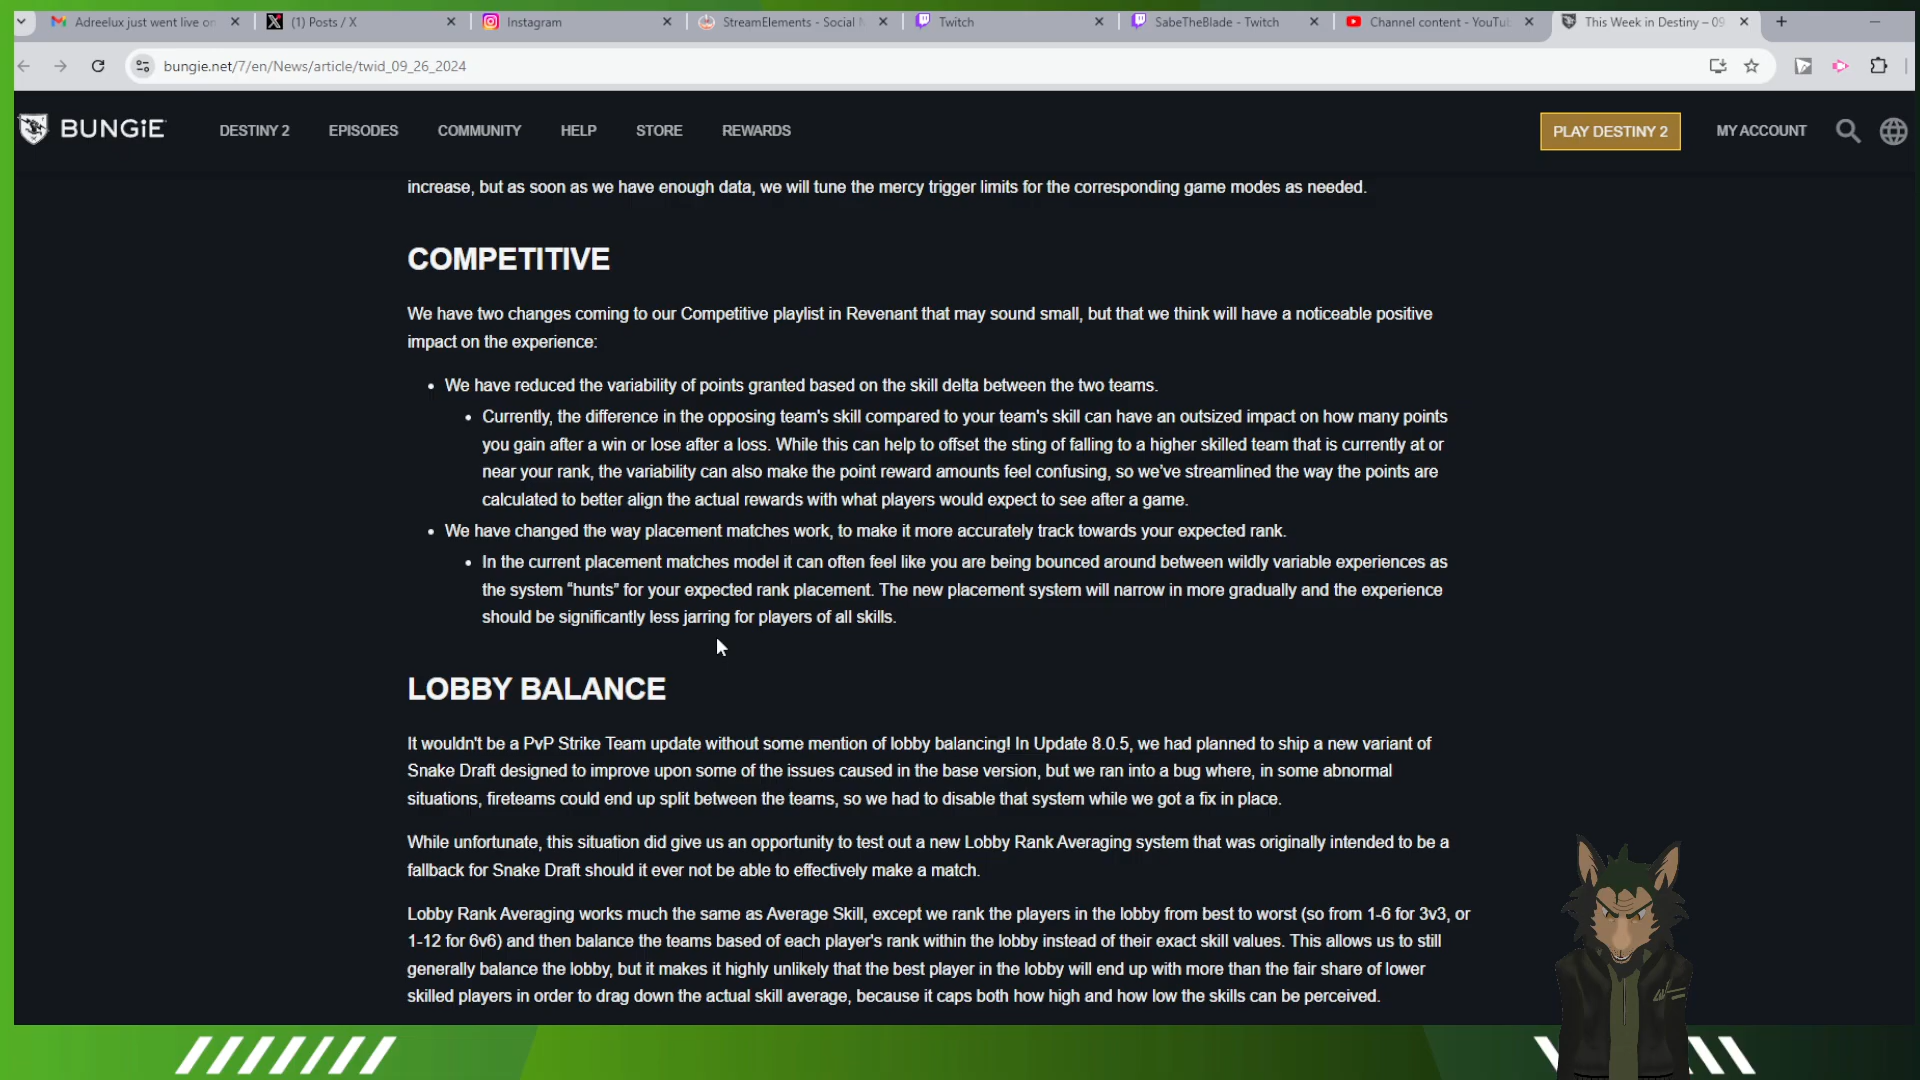 Adreelux just went live on
(1) Posts / X
Instagram
StreamElements - Social
Twitch
SabeTheBlade - Twitch
Channel content - YouTu
This Week in Destiny – 09
bungie.net/7/en/News/article/twid_09_26_2024
BUNGIE
DESTINY 2
EPISODES
COMMUNITY
HELP
STORE
REWARDS
PLAY DESTINY 2
MY ACCOUNT
increase, but as soon as we have enough data, we will tune the mercy trigger limits for the corresponding game modes as needed.
COMPETITIVE
We have two changes coming to our Competitive playlist in Revenant that may sound small, but that we think will have a noticeable positive
impact on the experience:
• We have reduced the variability of points granted based on the skill delta between the two teams.
• Currently, the difference in the opposing team's skill compared to your team's skill can have an outsized impact on how many points
you gain after a win or lose after a loss. While this can help to offset the sting of falling to a higher skilled team that is currently at or
near your rank, the variability can also make the point reward amounts feel confusing, so we've streamlined the way the points are
calculated to better align the actual rewards with what players would expect to see after a game.
• We have changed the way placement matches work, to make it more accurately track towards your expected rank.
• In the current placement matches model it can often feel like you are being bounced around between wildly variable experiences as
the system “hunts” for your expected rank placement. The new placement system will narrow in more gradually and the experience
should be significantly less jarring for players of all skills.
LOBBY BALANCE
It wouldn't be a PvP Strike Team update without some mention of lobby balancing! In Update 8.0.5, we had planned to ship a new variant of
Snake Draft designed to improve upon some of the issues caused in the base version, but we ran into a bug where, in some abnormal
situations, fireteams could end up split between the teams, so we had to disable that system while we got a fix in place.
While unfortunate, this situation did give us an opportunity to test out a new Lobby Rank Averaging system that was originally intended to be a
fallback for Snake Draft should it ever not be able to effectively make a match.
Lobby Rank Averaging works much the same as Average Skill, except we rank the players in the lobby from best to worst (so from 1-6 for 3v3, or
1-12 for 6v6) and then balance the teams based of each player's rank within the lobby instead of their exact skill values. This allows us to still
generally balance the lobby, but it makes it highly unlikely that the best player in the lobby will end up with more than the fair share of lower
skilled players in order to drag down the actual skill average, because it caps both how high and how low the skills can be perceived.